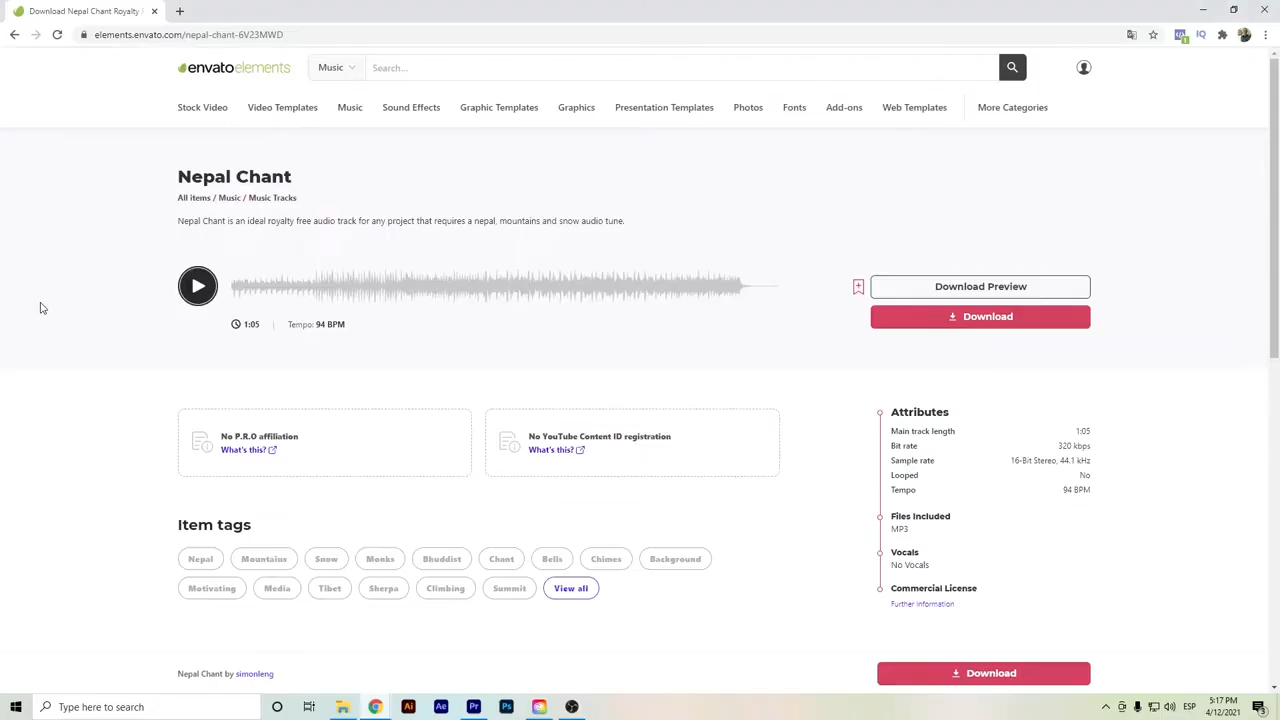 Download Nepal Chant Royalty F
elements.envato.com/nepal-chant-6V23MWD
envatoelements
Music
Search...
Stock Video
Video Templates
Music
Sound Effects
Graphic Templates
Graphics
Presentation Templates
Photos
Fonts
Add-ons
Web Templates
More Categories
Nepal Chant
All items / Music / Music Tracks
Nepal Chant is an ideal royalty free audio track for any project that requires a nepal, mountains and snow audio tune.
Download Preview
Download
1:05
Tempo: 94 BPM
No P.R.O affiliation
What's this?
No YouTube Content ID registration
What's this?
Attributes
Main track length 1:05
Bit rate 320 kbps
Sample rate 16-Bit Stereo, 44.1 kHz
Looped No
Tempo 94 BPM
Files Included
MP3
Vocals
No Vocals
Commercial License
Further Information
Item tags
Nepal
Mountains
Snow
Monks
Bhuddist
Chant
Bells
Chimes
Background
Motivating
Media
Tibet
Sherpa
Climbing
Summit
View all
Nepal Chant by simonleng
Download
Type here to search
Ai
Ae
Pr
Ps
ESP
5:17 PM
4/12/2021